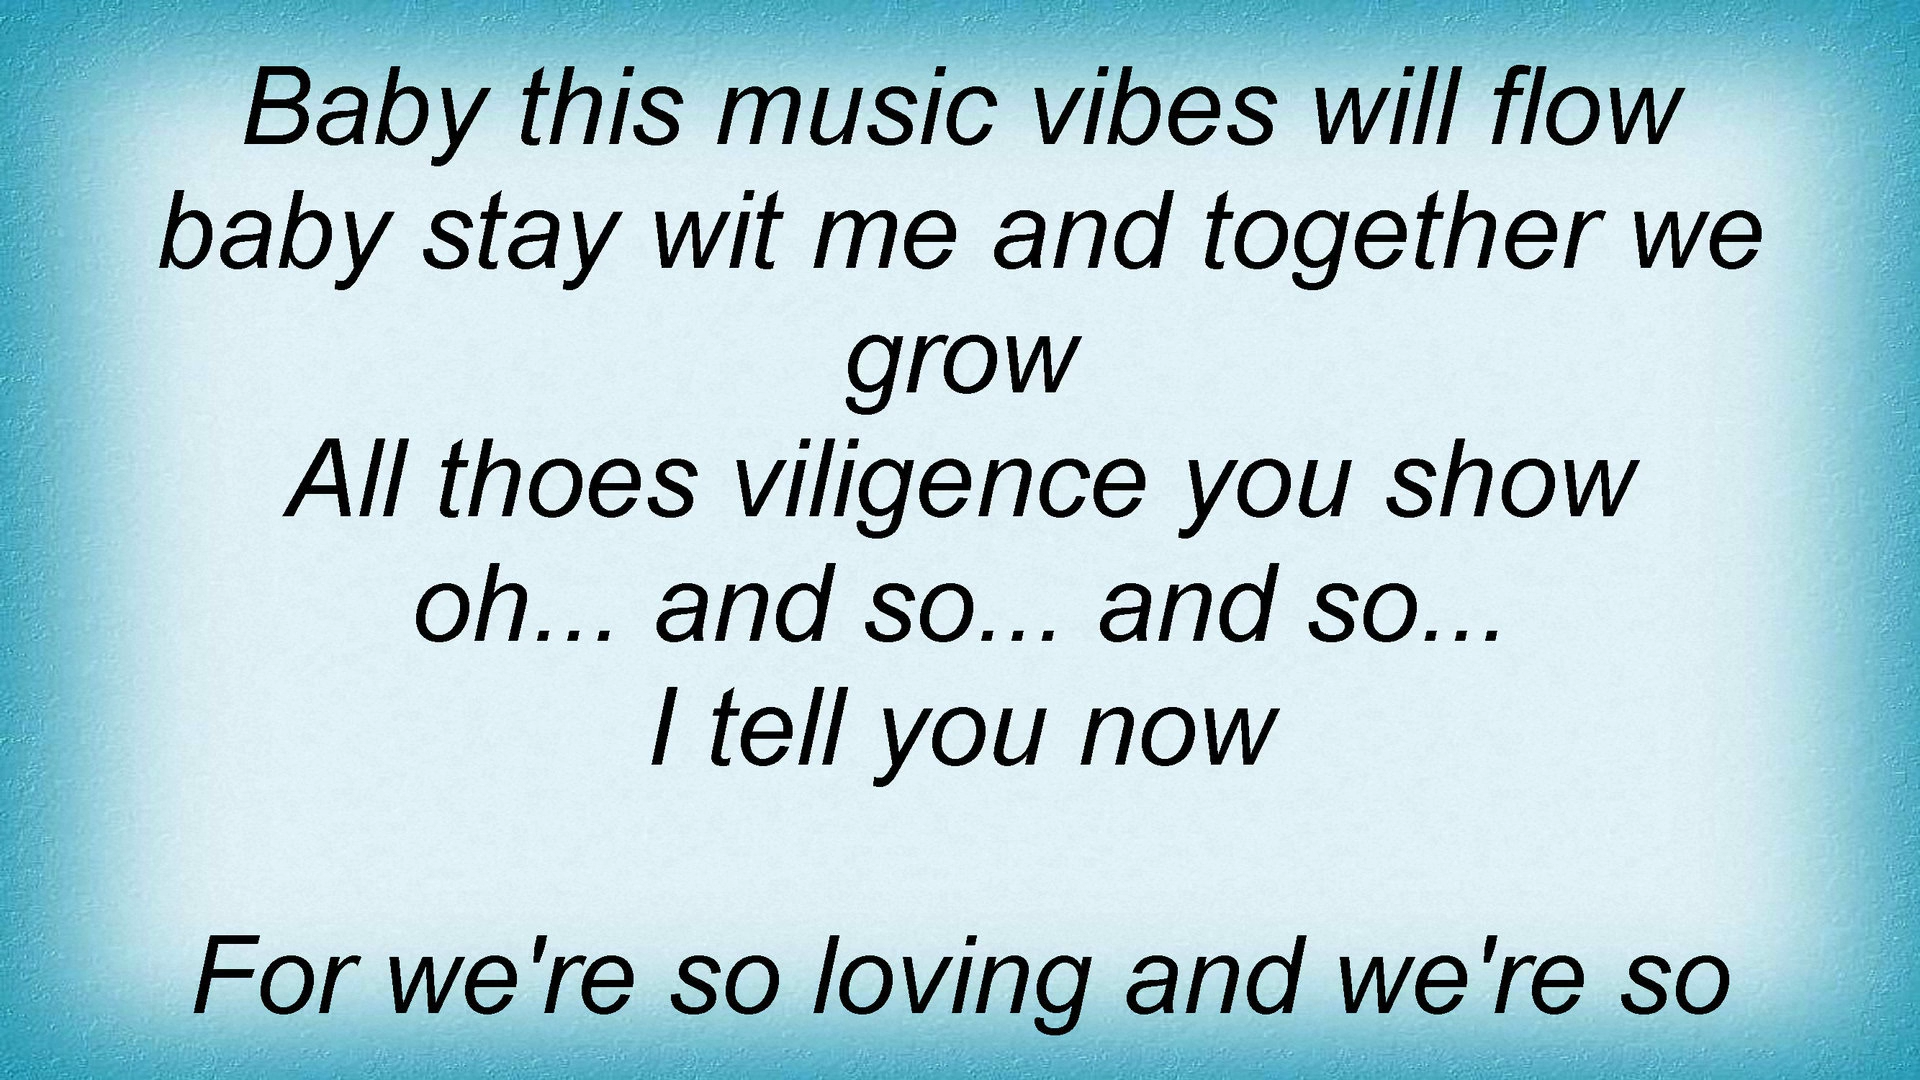 Baby this music vibes will flow
baby stay wit me and together we
grow
All thoes viligence you show
oh... and so... and so...
I tell you now
For we're so loving and we're so